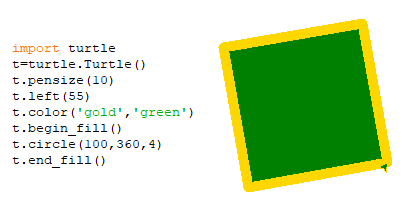 import turtle
t=turtle.Turtle()
t.pensize(10)
t.left(55)
t.color('gold','green')
t.begin_fill()
t.circle(100,360,4)
t.end_fill()